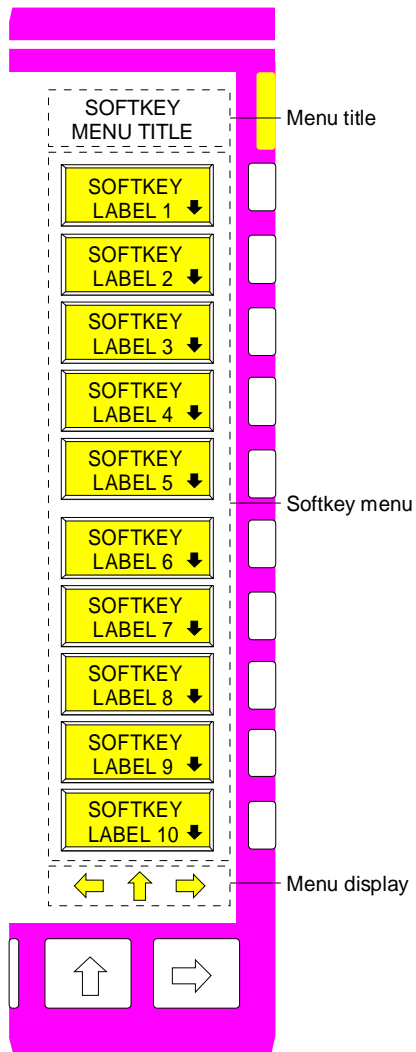 SOFTKEY
MENU TITLE
Menu title
SOFTKEY
LABEL 1
SOFTKEY
LABEL 2
SOFTKEY
LABEL 3
SOFTKEY
LABEL 4
SOFTKEY
LABEL 5
Softkey menu
SOFTKEY
LABEL 6
SOFTKEY
LABEL 7
SOFTKEY
LABEL 8
SOFTKEY
LABEL 9
SOFTKEY
LABEL 10
Menu display